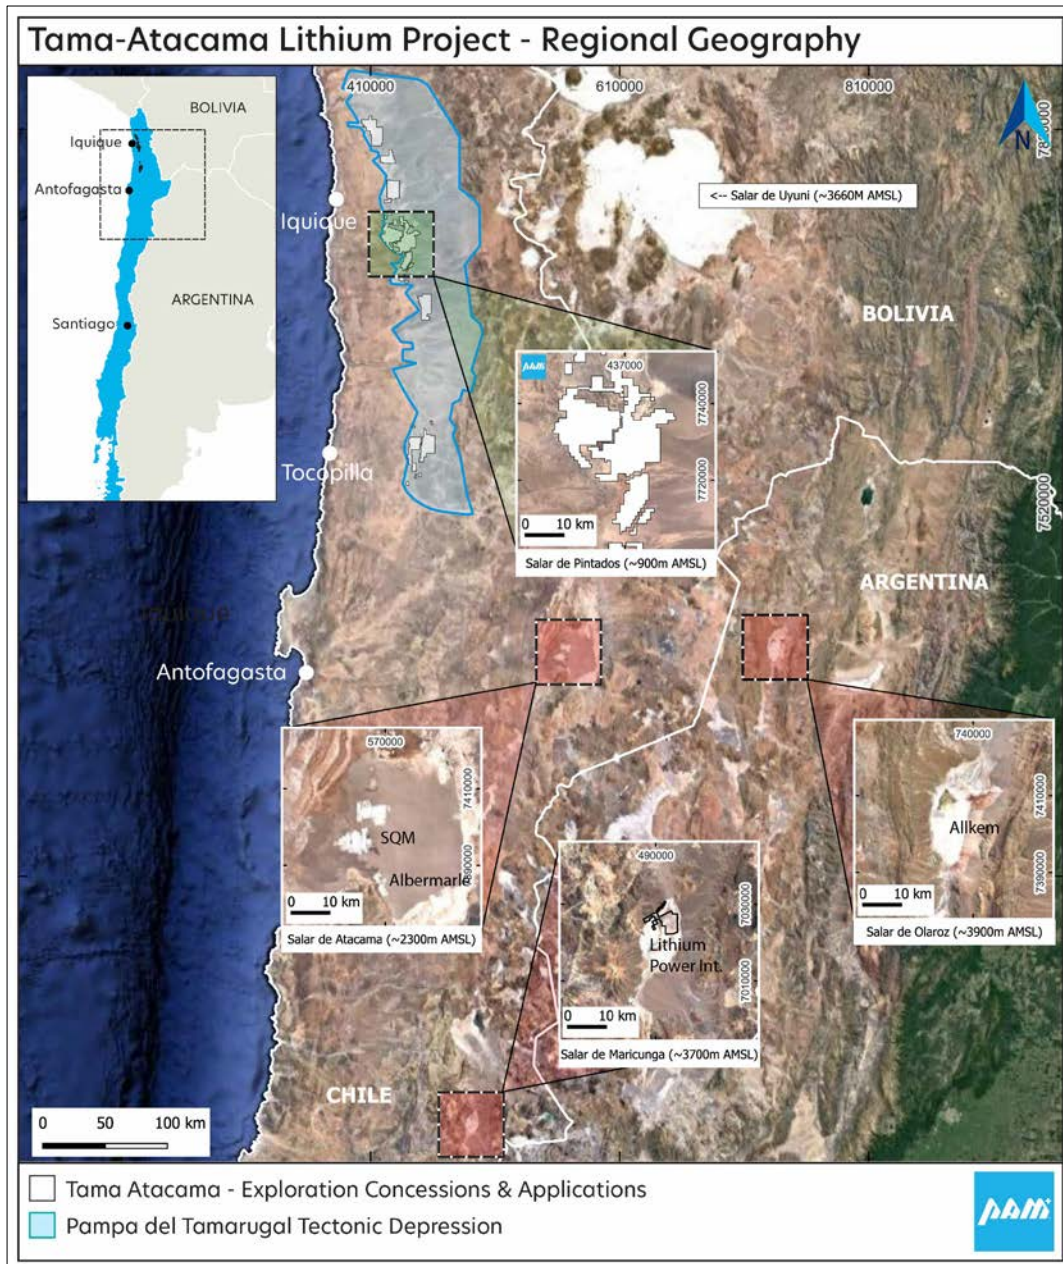 Tama-Atacama Lithium Project - Regional Geography
410000
610000
810000
BOLIVIA
Iquique
Antofagasta
ARGENTINA
Santiago
N
<-- Salar de Uyuni (~3660M AMSL)
Iquique
BOLIVIA
PAM
437000
7740000
7720000
0 10 km
Salar de Pintados (~900m AMSL)
Tocopilla
7520000
ARGENTINA
Iquique
Antofagasta
570000
7410000
SQM
Albermarle
0 10 km
Salar de Atacama (~2300m AMSL)
740000
7410000
Allkem
7390000
0 10 km
Salar de Olaroz (~3900m AMSL)
490000
7030000
Lithium
Power Int.
7010000
0 10 km
Salar de Maricunga (~3700m AMSL)
CHILE
0 50 100 km
Tama Atacama - Exploration Concessions & Applications
Pampa del Tamarugal Tectonic Depression
PAM